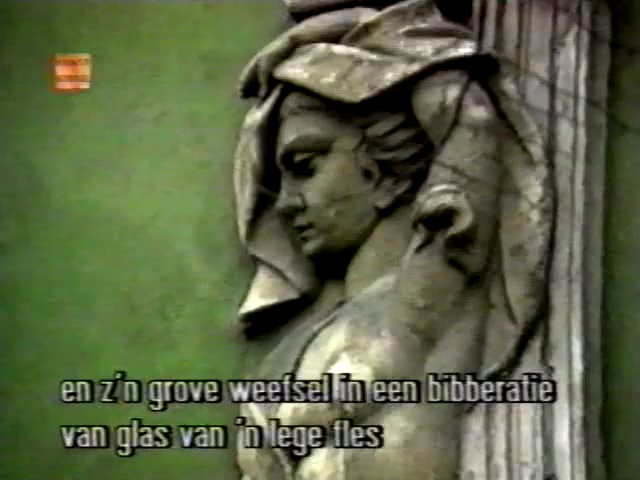 en z'n grove weefsel in een bibberatie
van glas van 'n lege fles